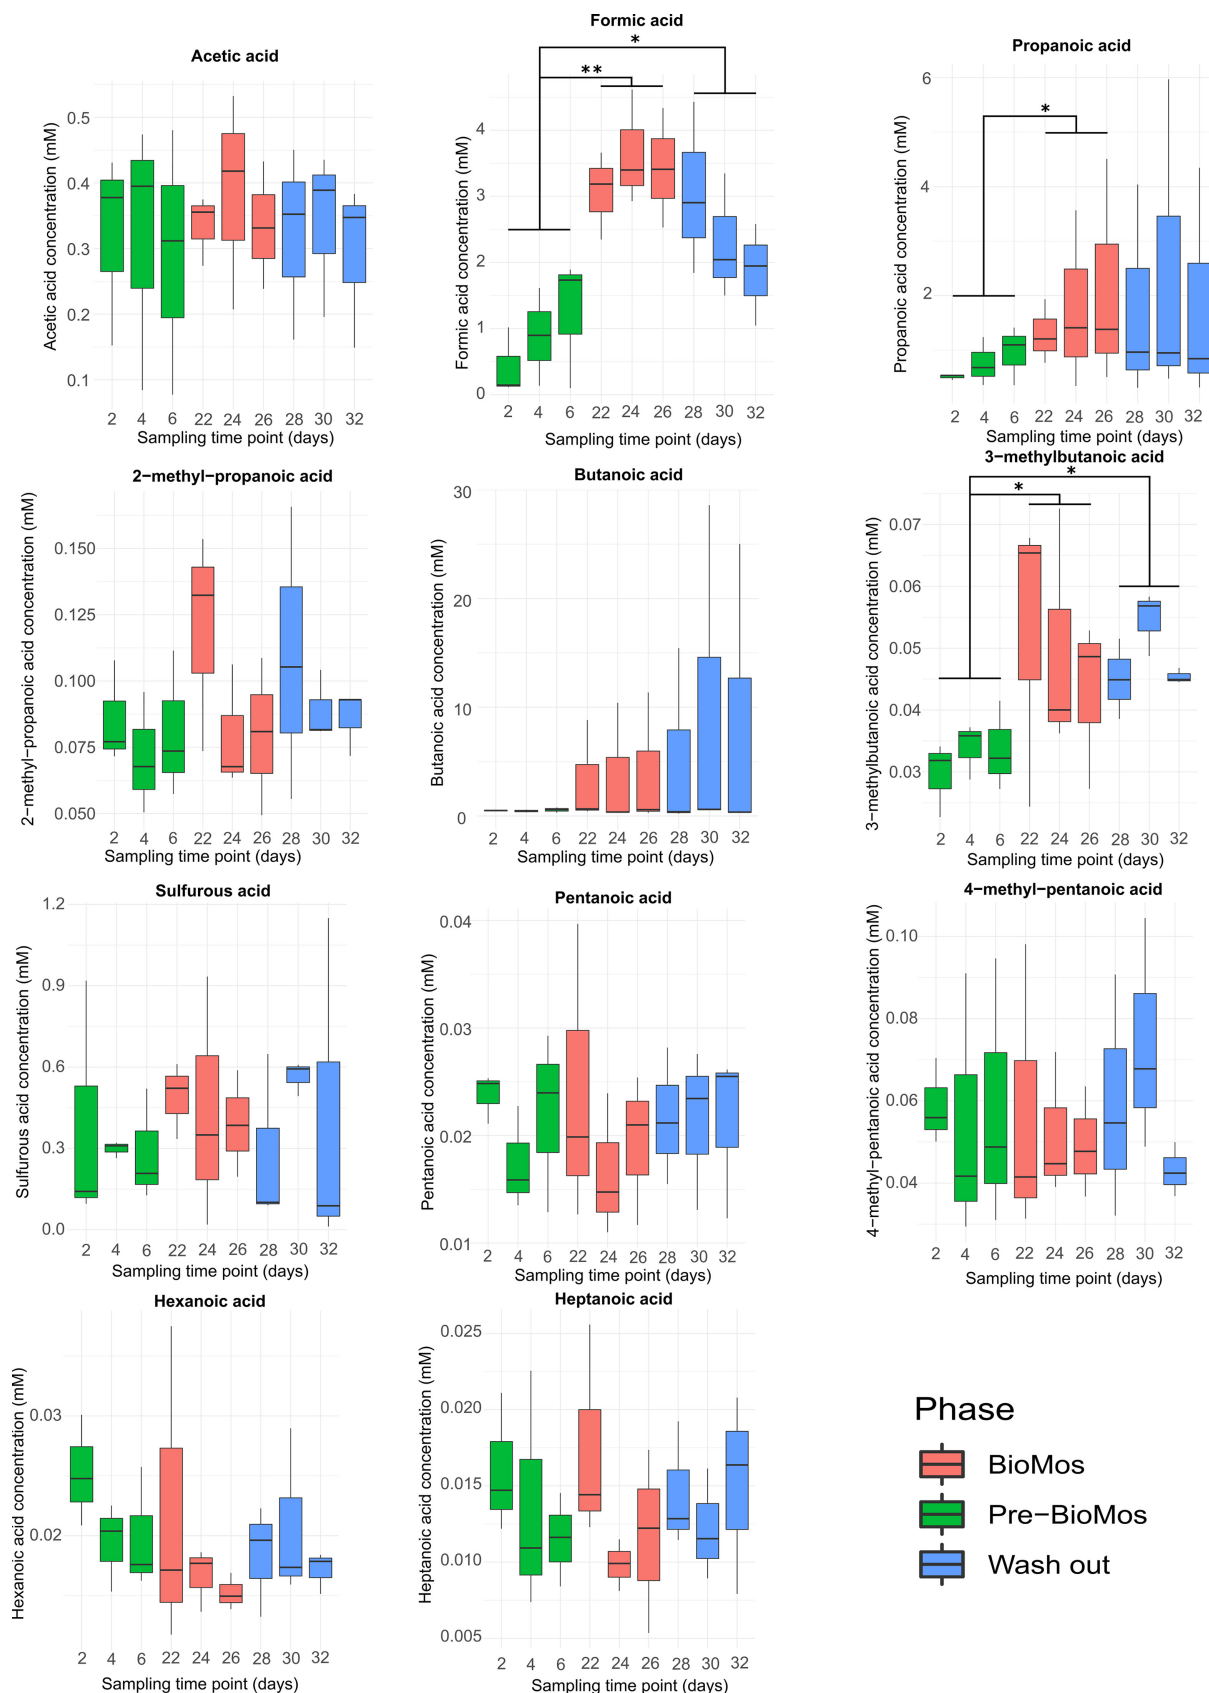 Acetic acid
Acetic acid concentration (mM)
0.5
0.4
0.3
0.2
0.1
2 4 6 22 24 26 28 30 32
Sampling time point (days)
Formic acid
*
**
Formic acid concentration (mM)
4
3
2
1
0
2 4 6 22 24 26 28 30 32
Sampling time point (days)
Propanoic acid
*
Propanoic acid concentration (mM)
6
4
2
2 4 6 22 24 26 28 30 32
Sampling time point (days)
2−methyl−propanoic acid
2−methyl−propanoic acid concentration (mM)
0.150
0.125
0.100
0.075
0.050
2 4 6 22 24 26 28 30 32
Sampling time point (days)
Butanoic acid
Butanoic acid concentration (mM)
30
20
10
0
2 4 6 22 24 26 28 30 32
Sampling time point (days)
3−methylbutanoic acid
*
*
3−methylbutanoic acid concentration (mM)
0.07
0.06
0.05
0.04
0.03
2 4 6 22 24 26 28 30 32
Sampling time point (days)
Sulfurous acid
Sulfurous acid concentration (mM)
1.2
0.9
0.6
0.3
0.0
2 4 6 22 24 26 28 30 32
Sampling time point (days)
Pentanoic acid
Pentanoic acid concentration (mM)
0.04
0.03
0.02
0.01
2 4 6 22 24 26 28 30 32
Sampling time point (days)
4−methyl−pentanoic acid
4−methyl−pentanoic acid concentration (mM)
0.10
0.08
0.06
0.04
2 4 6 22 24 26 28 30 32
Sampling time point (days)
Hexanoic acid
Hexanoic acid concentration (mM)
0.03
0.02
2 4 6 22 24 26 28 30 32
Sampling time point (days)
Heptanoic acid
Heptanoic acid concentration (mM)
0.025
0.020
0.015
0.010
0.005
2 4 6 22 24 26 28 30 32
Sampling time point (days)
Phase
BioMos
Pre−BioMos
Wash out